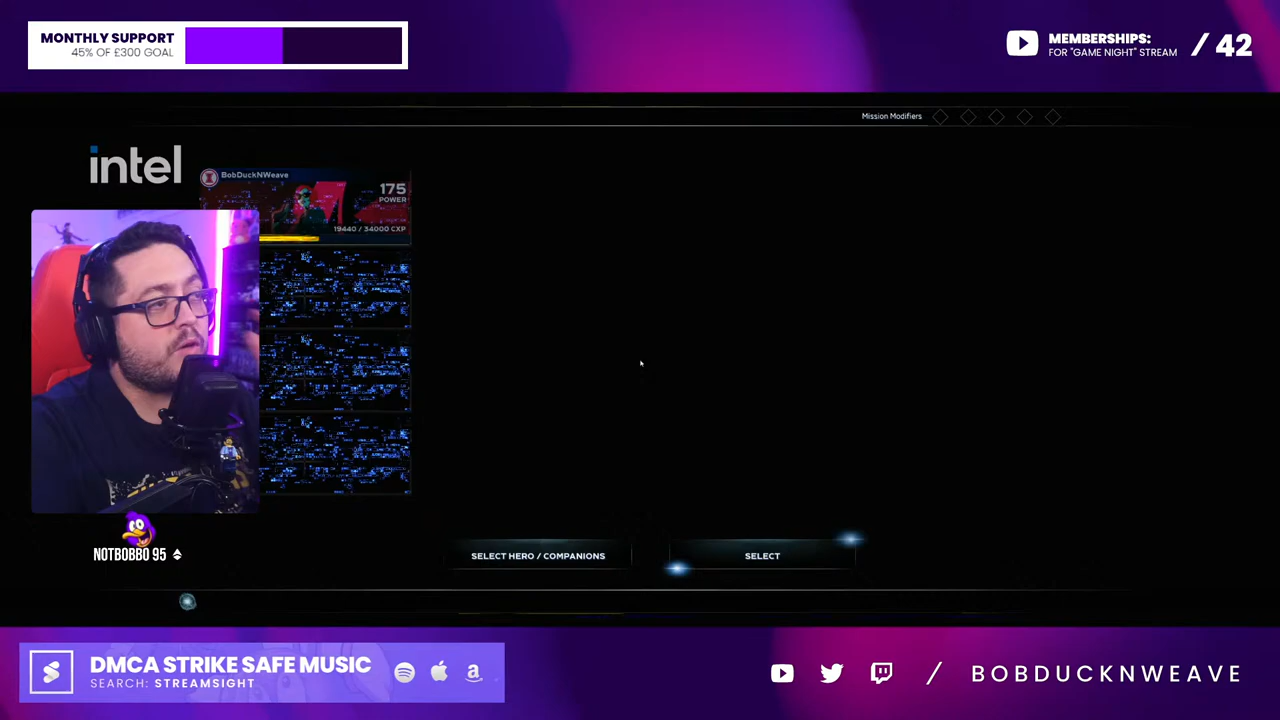 MONTHLY SUPPORT
45% OF £300 GOAL
MEMBERSHIPS:
FOR "GAME NIGHT" STREAM
/ 42
Mission Modifiers
intel
BobDuckNWeave
175
POWER
19440 / 34000 CXP
NOTBOBBO 95
SELECT HERO / COMPANIONS
SELECT
DMCA STRIKE SAFE MUSIC
SEARCH: STREAMSIGHT
/ BOBDUCKNWEAVE